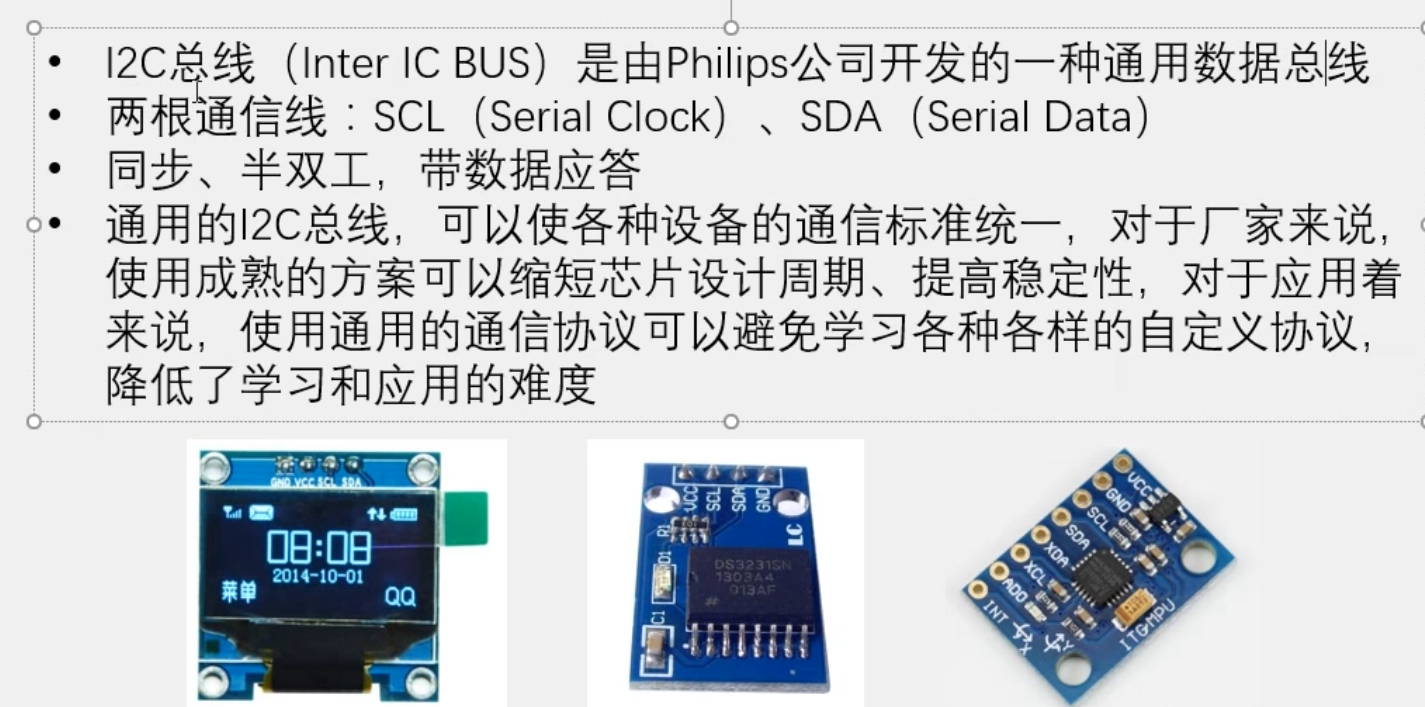 • I2C总线（Inter IC BUS）是由Philips公司开发的一种通用数据总线
• 两根通信线：SCL（Serial Clock）、SDA（Serial Data）
• 同步、半双工，带数据应答
• 通用的I2C总线，可以使各种设备的通信标准统一，对于厂家来说，
使用成熟的方案可以缩短芯片设计周期、提高稳定性，对于应用着
来说，使用通用的通信协议可以避免学习各种各样的自定义协议，
降低了学习和应用的难度
GND VCC SCL SDA
08:08
2014-10-01
菜单 QQ
VCC
SCL
SDA
GND
R1
LC
D1
DS3231SN
1303A4
013AF
#
C1
VCC
GND
SCL
SDA
XDA
XCL
AD0
INT
X
Y
ITG/MPU